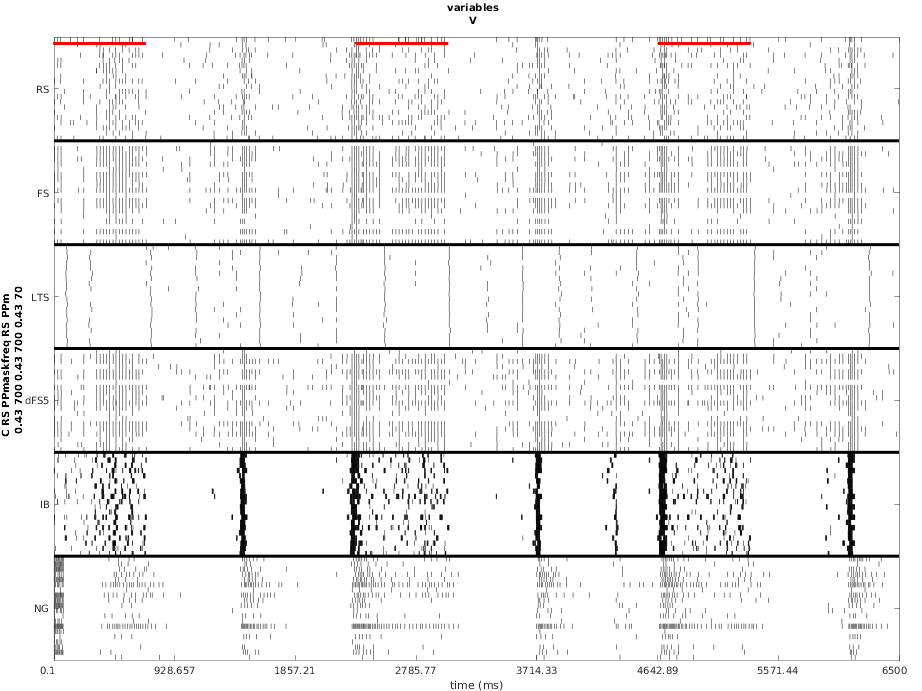 variables
V
C RS PPmaskfreq RS PPm
0.43 700 0.43 700 0.43 70
RS
FS
LTS
dFS5
IB
NG
0.1 928.657 1857.21 2785.77 3714.33 4642.89 5571.44 6500
time (ms)